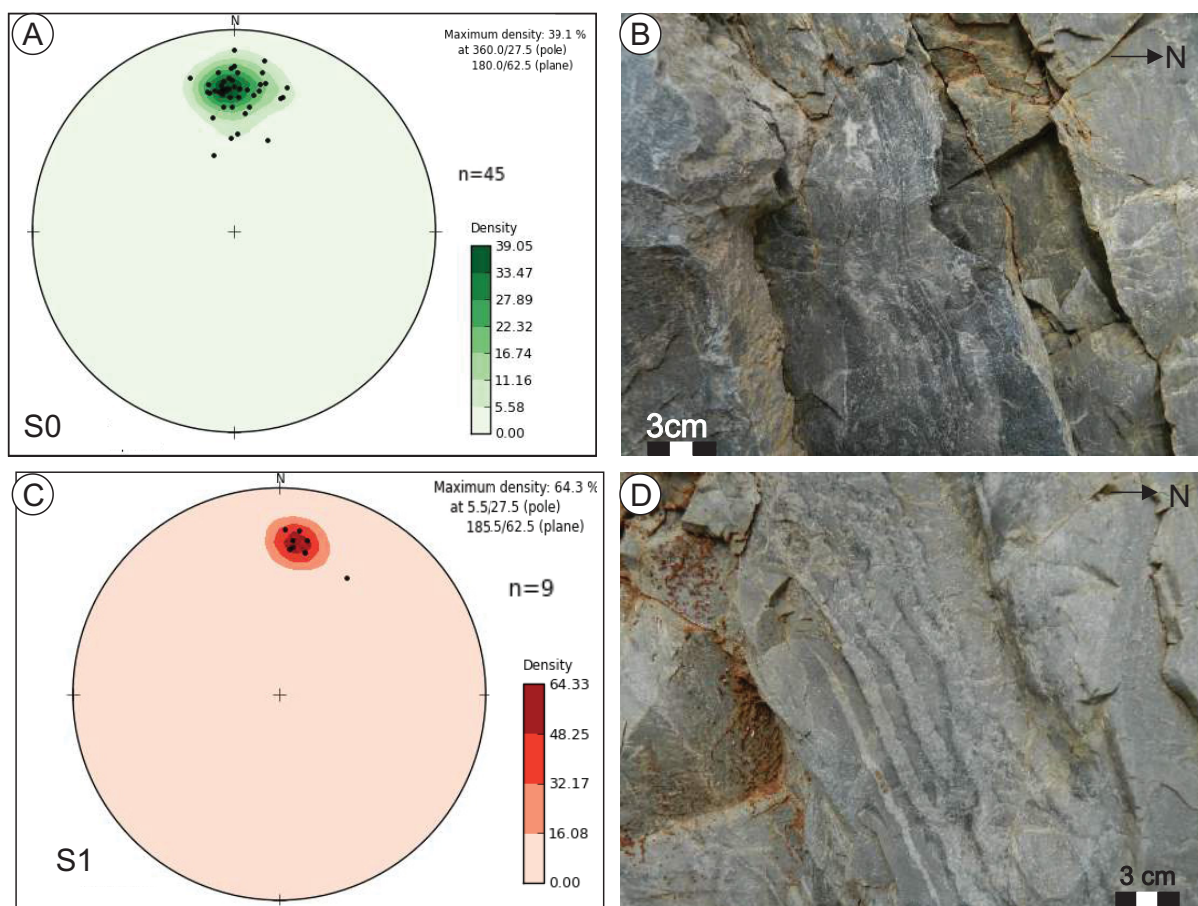 A
N
Maximum density: 39.1 %
at 360.0/27.5 (pole)
180.0/62.5 (plane)
n=45
Density
39.05
33.47
27.89
22.32
16.74
11.16
5.58
0.00
S0
B
N
3cm
C
N
Maximum density: 64.3 %
at 5.5/27.5 (pole)
185.5/62.5 (plane)
n=9
Density
64.33
48.25
32.17
16.08
0.00
S1
D
N
3 cm